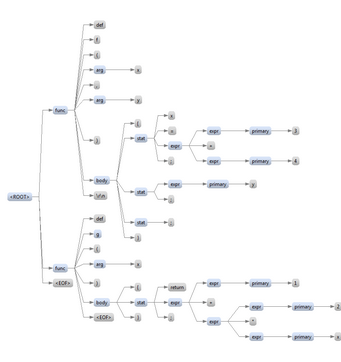 def
f
(
arg x
,
arg y
func )
{
x
=
stat expr primary 3
expr +
; expr primary 4
body
\n\n
stat expr primary y
;
stat ;
}
<ROOT>
def
g
(
func arg x
<EOF> )
body {
stat return
expr expr primary 1
+
expr expr primary 2
primary x
;
}
<EOF>